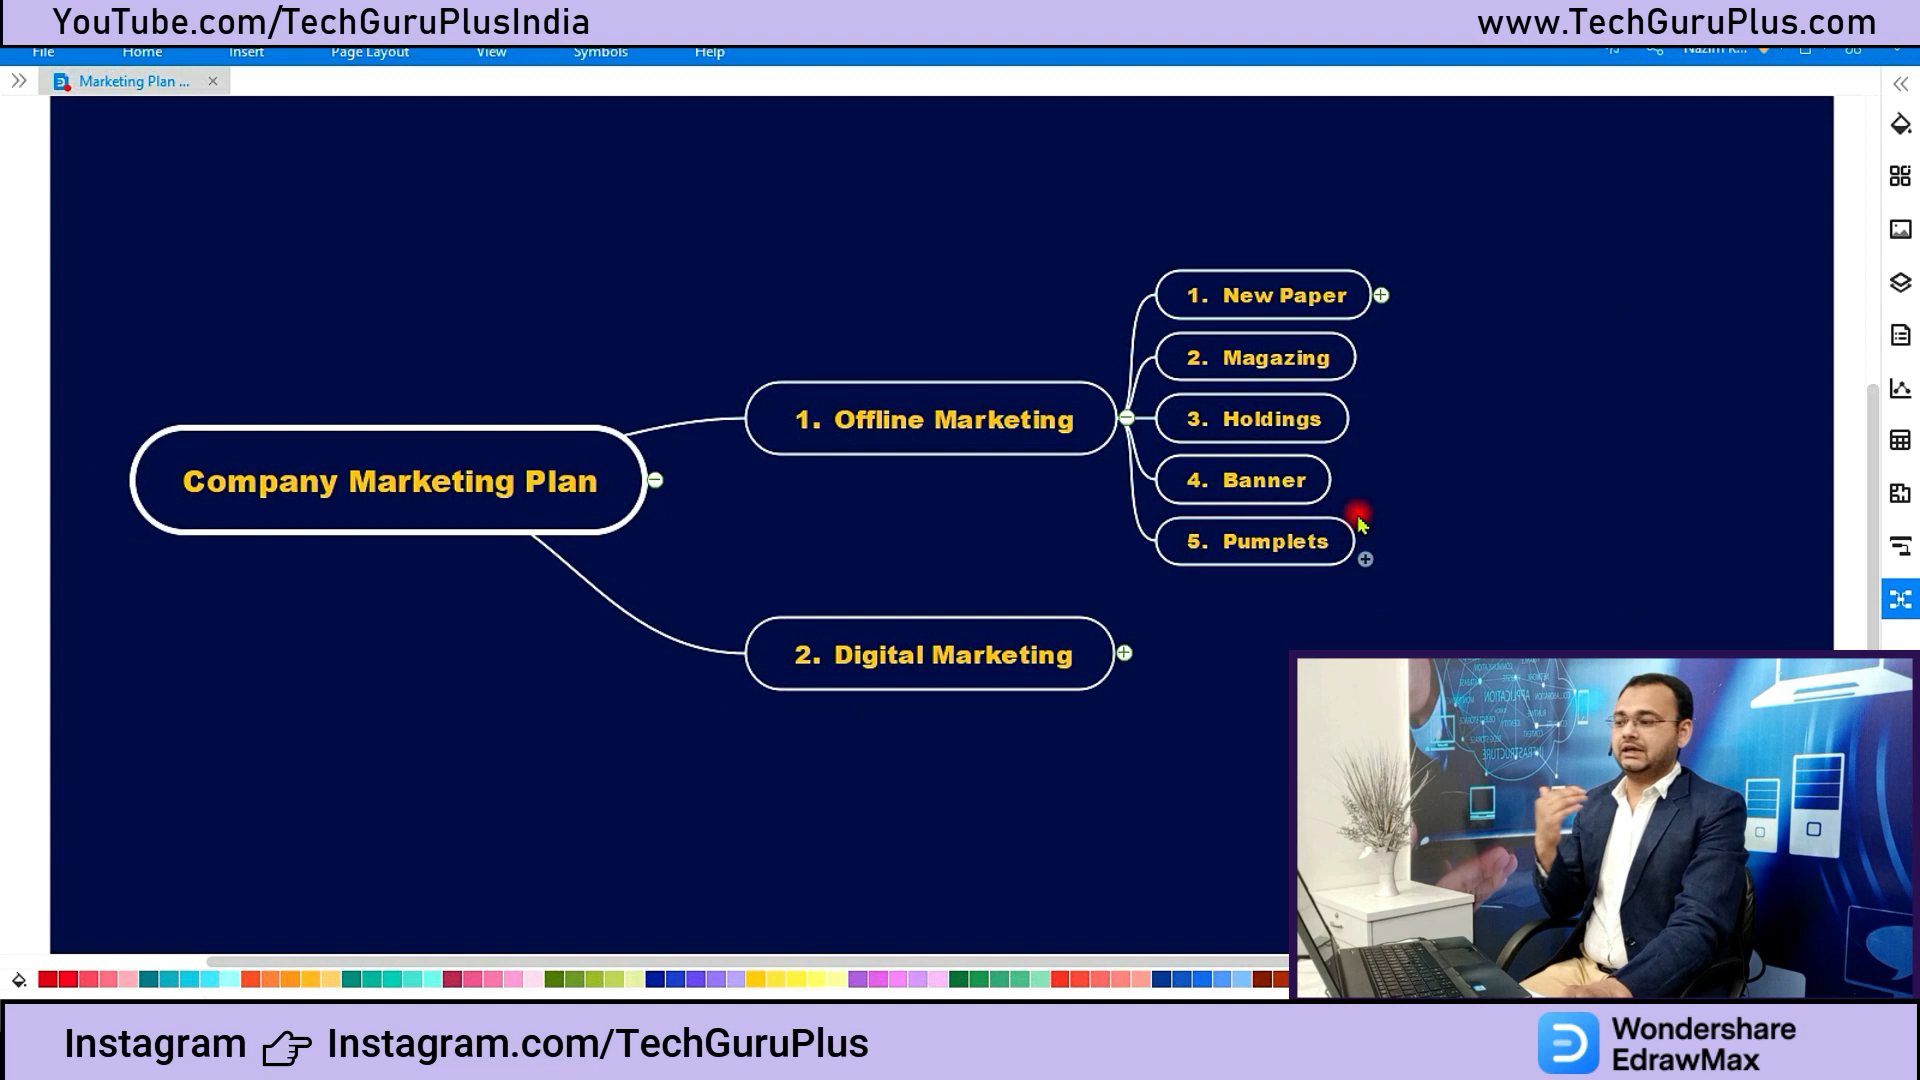 YouTube.com/TechGuruPlusIndia
www.TechGuruPlus.com
File Home Insert Page Layout View Symbols Help
Marketing Plan ...
1. New Paper
2. Magazing
1. Offline Marketing
3. Holdings
Company Marketing Plan
4. Banner
5. Pumplets
2. Digital Marketing
APPLICATION
INFRASTRUCTURE
Instagram Instagram.com/TechGuruPlus
Wondershare
EdrawMax